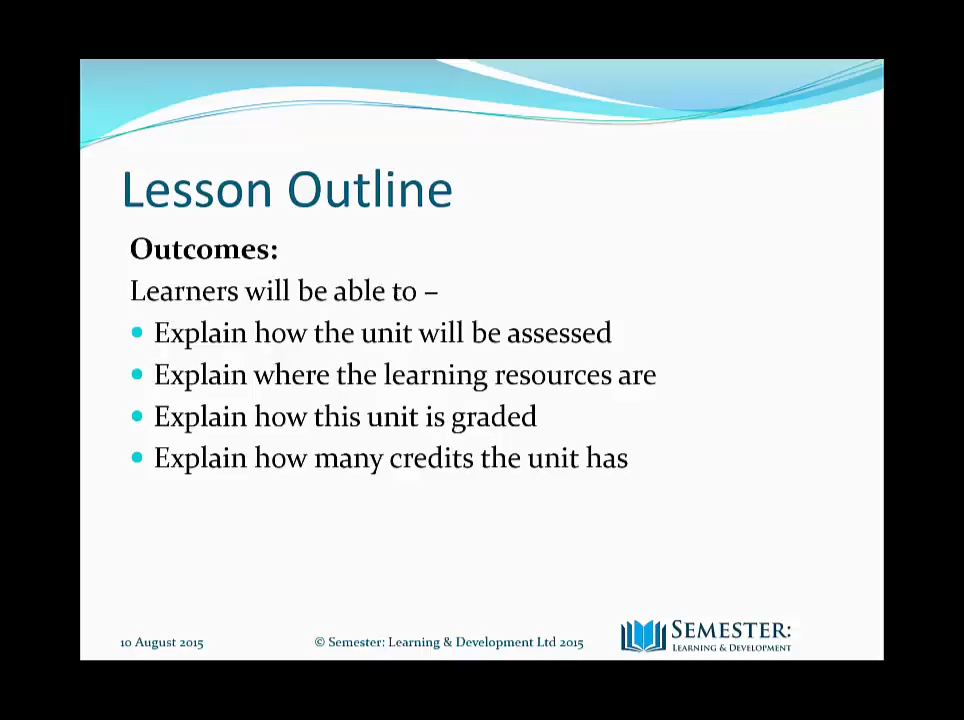 Lesson Outline
Outcomes:
Learners will be able to –
• Explain how the unit will be assessed
• Explain where the learning resources are
• Explain how this unit is graded
• Explain how many credits the unit has
10 August 2015
© Semester: Learning & Development Ltd 2015
SEMESTER:
LEARNING & DEVELOPMENT